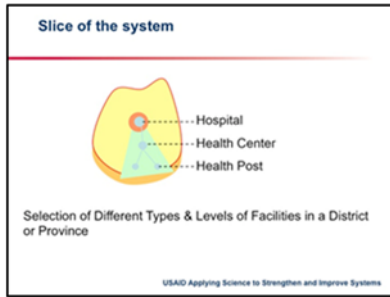 Slice of the system
Hospital
Health Center
Health Post
Selection of Different Types & Levels of Facilities in a District
or Province
USAID Applying Science to Strengthen and Improve Systems